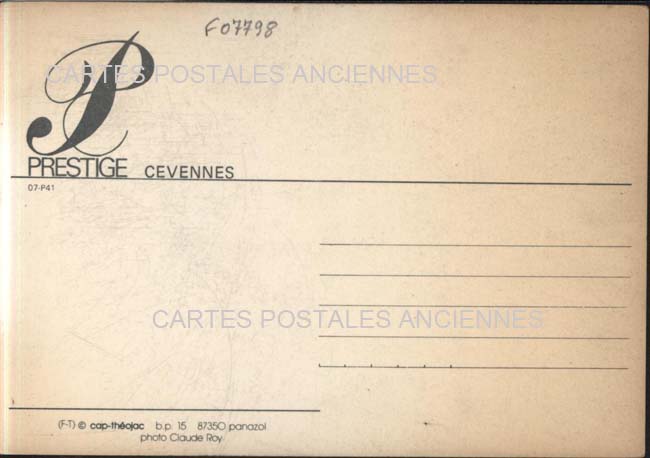 F07798
P
CARTES POSTALES ANCIENNES
PRESTIGE CEVENNES
07-P41
CARTES POSTALES ANCIENNES
(F-T) © cap-théojac b.p. 15 87350 panazol
photo Claude Roy